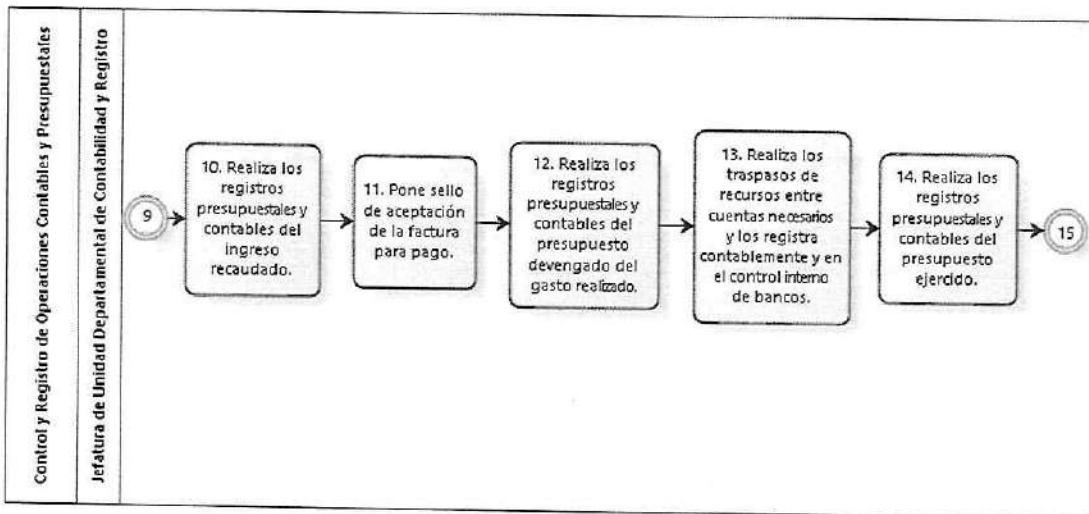 Control y Registro de Operaciones Contables y Presupuestales
Jefatura de Unidad Departamental de Contabilidad y Registro
9
10. Realiza los
registros
presupuestales y
contables del
ingreso
recaudado.
11. Pone sello
de aceptación
de la factura
para pago.
12. Realiza los
registros
presupuestales y
contables del
presupuesto
devengado del
gasto realizado.
13. Realiza los
traspasos de
recursos entre
cuentas necesarios
y los registra
contablemente y en
el control interno
de bancos.
14. Realiza los
registros
presupuestales y
contables del
presupuesto
ejercido.
15